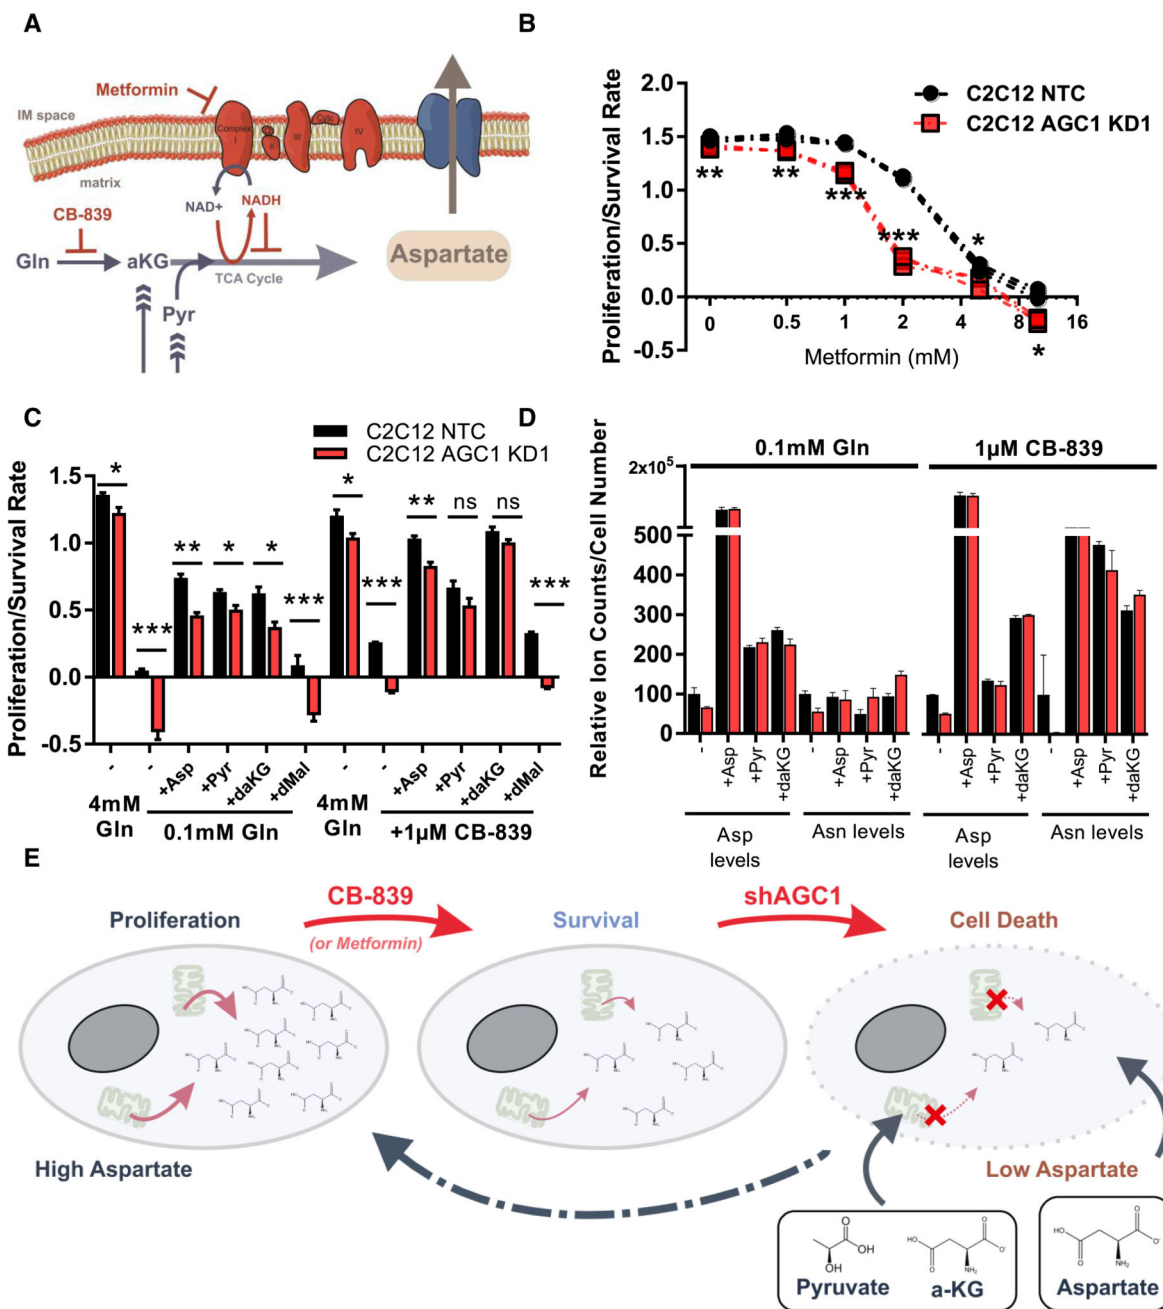 A
Metformin
IM space
Complex
I
II
III
Cytc
IV
matrix
NAD+
NADH
CB-839
Gln
aKG
TCA Cycle
Pyr
Aspartate
B
Proliferation/Survival Rate
2.0
1.5
1.0
0.5
0.0
-0.5
C2C12 NTC
C2C12 AGC1 KD1
**
**
***
***
*
*
0
0.5
1
2
4
8
16
Metformin (mM)
C
C2C12 NTC
C2C12 AGC1 KD1
Proliferation/Survival Rate
1.5
1.0
0.5
0.0
-0.5
*
***
**
*
*
***
*
***
**
ns
ns
***
-
-
+Asp
+Pyr
+daKG
+dMal
-
-
+Asp
+Pyr
+daKG
+dMal
4mM
Gln
0.1mM Gln
4mM
Gln
+1µM CB-839
D
0.1mM Gln
1µM CB-839
Relative Ion Counts/Cell Number
2x10⁵
500
400
300
200
100
0
-
+Asp
+Pyr
+daKG
-
+Asp
+Pyr
+daKG
-
+Asp
+Pyr
+daKG
-
+Asp
+Pyr
+daKG
Asp
levels
Asn levels
Asp
levels
Asn levels
E
CB-839
(or Metformin)
shAGC1
Proliferation
Survival
Cell Death
High Aspartate
Low Aspartate
O
OH
OH
Pyruvate
HO
O
O
O⁻
NH₂
a-KG
HO
O
O
O⁻
NH₂
Aspartate